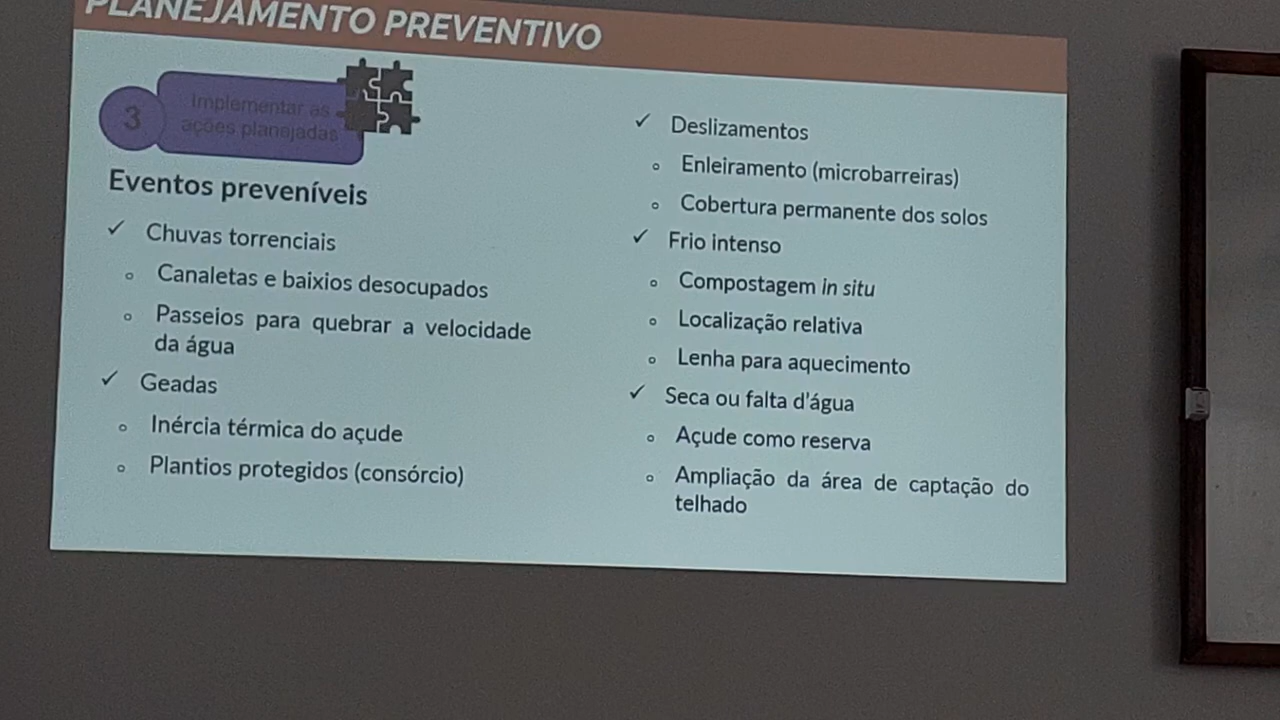 PLANEJAMENTO PREVENTIVO
3
Implementar as
ações planejadas
Eventos preveníveis
✓ Chuvas torrenciais
o Canaletas e baixios desocupados
o Passeios para quebrar a velocidade
da água
✓ Geadas
o Inércia térmica do açude
o Plantios protegidos (consórcio)
✓ Deslizamentos
o Enleiramento (microbarreiras)
o Cobertura permanente dos solos
✓ Frio intenso
o Compostagem in situ
o Localização relativa
o Lenha para aquecimento
✓ Seca ou falta d'água
o Açude como reserva
o Ampliação da área de captação do
telhado